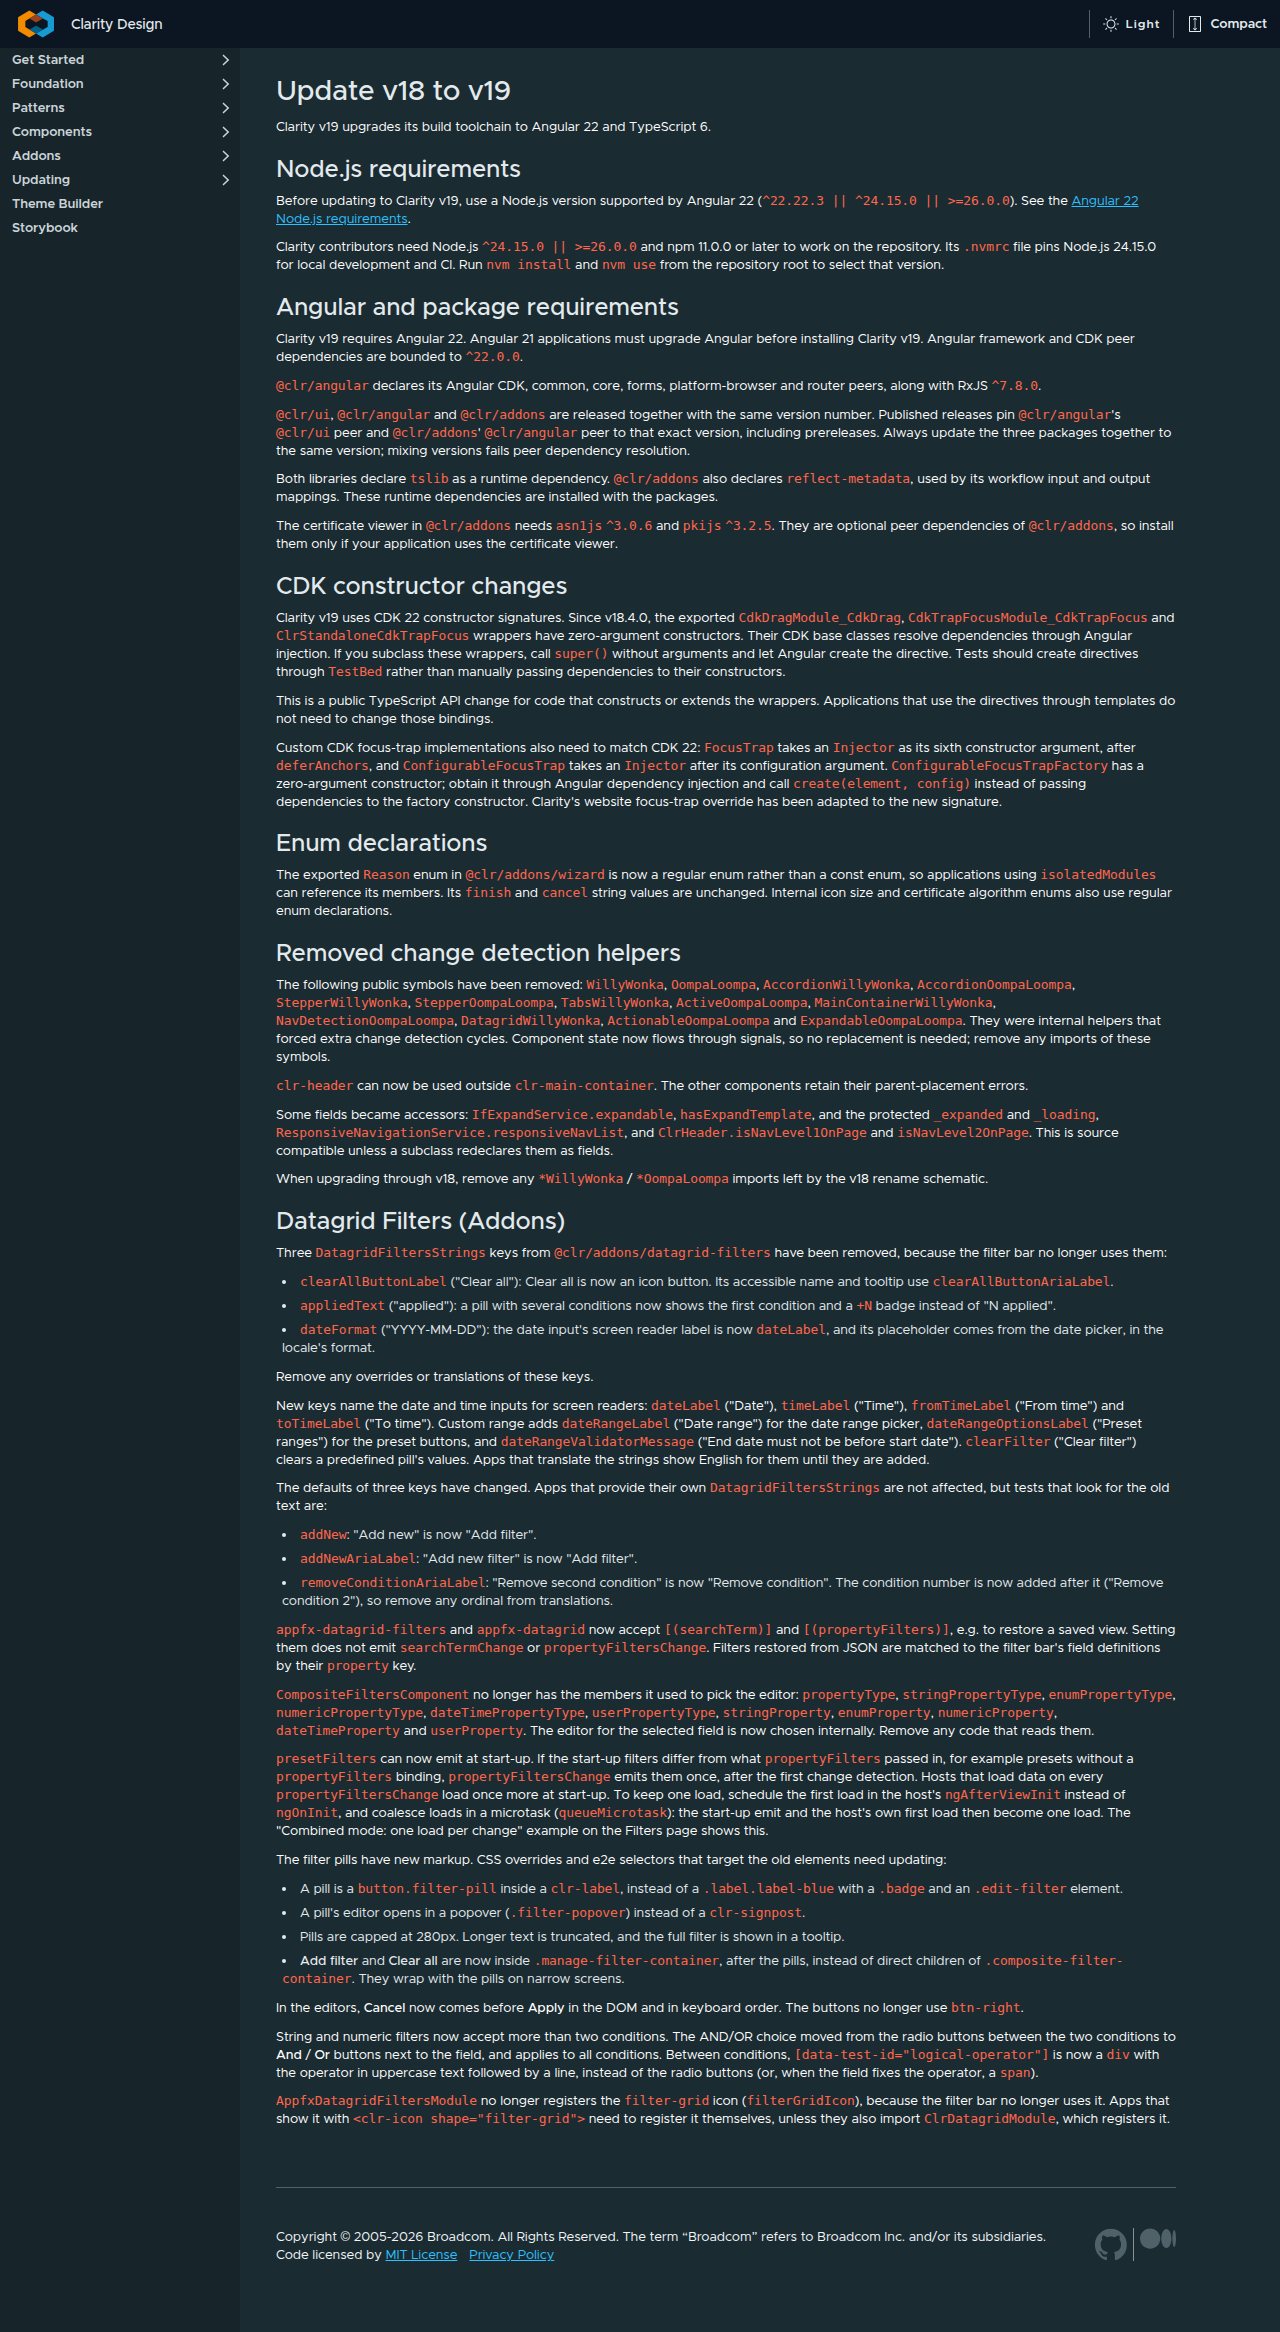 Clarity Design
Light
Compact
Get Started
Foundation
Patterns
Components
Addons
Updating
Theme Builder
Storybook
Update v18 to v19
Clarity v19 upgrades its build toolchain to Angular 22 and TypeScript 6.
Node.js requirements
Before updating to Clarity v19, use a Node.js version supported by Angular 22 (^22.22.3 || ^24.15.0 || >=26.0.0). See the Angular 22
Node.js requirements.
Clarity contributors need Node.js ^24.15.0 || >=26.0.0 and npm 11.0.0 or later to work on the repository. Its .nvmrc file pins Node.js 24.15.0
for local development and CI. Run nvm install and nvm use from the repository root to select that version.
Angular and package requirements
Clarity v19 requires Angular 22. Angular 21 applications must upgrade Angular before installing Clarity v19. Angular framework and CDK peer
dependencies are bounded to ^22.0.0.
@clr/angular declares its Angular CDK, common, core, forms, platform-browser and router peers, along with RxJS ^7.8.0.
@clr/ui, @clr/angular and @clr/addons are released together with the same version number. Published releases pin @clr/angular's
@clr/ui peer and @clr/addons' @clr/angular peer to that exact version, including prereleases. Always update the three packages together to
the same version; mixing versions fails peer dependency resolution.
Both libraries declare tslib as a runtime dependency. @clr/addons also declares reflect-metadata, used by its workflow input and output
mappings. These runtime dependencies are installed with the packages.
The certificate viewer in @clr/addons needs asn1js ^3.0.6 and pkijs ^3.2.5. They are optional peer dependencies of @clr/addons, so install
them only if your application uses the certificate viewer.
CDK constructor changes
Clarity v19 uses CDK 22 constructor signatures. Since v18.4.0, the exported CdkDragModule_CdkDrag, CdkTrapFocusModule_CdkTrapFocus and
ClrStandaloneCdkTrapFocus wrappers have zero-argument constructors. Their CDK base classes resolve dependencies through Angular
injection. If you subclass these wrappers, call super() without arguments and let Angular create the directive. Tests should create directives
through TestBed rather than manually passing dependencies to their constructors.
This is a public TypeScript API change for code that constructs or extends the wrappers. Applications that use the directives through templates do
not need to change those bindings.
Custom CDK focus-trap implementations also need to match CDK 22: FocusTrap takes an Injector as its sixth constructor argument, after
deferAnchors, and ConfigurableFocusTrap takes an Injector after its configuration argument. ConfigurableFocusTrapFactory has a
zero-argument constructor; obtain it through Angular dependency injection and call create(element, config) instead of passing
dependencies to the factory constructor. Clarity's website focus-trap override has been adapted to the new signature.
Enum declarations
The exported Reason enum in @clr/addons/wizard is now a regular enum rather than a const enum, so applications using isolatedModules
can reference its members. Its finish and cancel string values are unchanged. Internal icon size and certificate algorithm enums also use regular
enum declarations.
Removed change detection helpers
The following public symbols have been removed: WillyWonka, OompaLoompa, AccordionWillyWonka, AccordionOompaLoompa,
StepperWillyWonka, StepperOompaLoompa, TabsWillyWonka, ActiveOompaLoompa, MainContainerWillyWonka,
NavDetectionOompaLoompa, DatagridWillyWonka, ActionableOompaLoompa and ExpandableOompaLoompa. They were internal helpers that
forced extra change detection cycles. Component state now flows through signals, so no replacement is needed; remove any imports of these
symbols.
clr-header can now be used outside clr-main-container. The other components retain their parent-placement errors.
Some fields became accessors: IfExpandService.expandable, hasExpandTemplate, and the protected _expanded and _loading,
ResponsiveNavigationService.responsiveNavList, and ClrHeader.isNavLevel1OnPage and isNavLevel2OnPage. This is source
compatible unless a subclass redeclares them as fields.
When upgrading through v18, remove any *WillyWonka / *OompaLoompa imports left by the v18 rename schematic.
Datagrid Filters (Addons)
Three DatagridFiltersStrings keys from @clr/addons/datagrid-filters have been removed, because the filter bar no longer uses them:
• clearAllButtonLabel ("Clear all"): Clear all is now an icon button. Its accessible name and tooltip use clearAllButtonAriaLabel.
• appliedText ("applied"): a pill with several conditions now shows the first condition and a +N badge instead of "N applied".
• dateFormat ("YYYY-MM-DD"): the date input's screen reader label is now dateLabel, and its placeholder comes from the date picker, in the
locale's format.
Remove any overrides or translations of these keys.
New keys name the date and time inputs for screen readers: dateLabel ("Date"), timeLabel ("Time"), fromTimeLabel ("From time") and
toTimeLabel ("To time"). Custom range adds dateRangeLabel ("Date range") for the date range picker, dateRangeOptionsLabel ("Preset
ranges") for the preset buttons, and dateRangeValidatorMessage ("End date must not be before start date"). clearFilter ("Clear filter")
clears a predefined pill's values. Apps that translate the strings show English for them until they are added.
The defaults of three keys have changed. Apps that provide their own DatagridFiltersStrings are not affected, but tests that look for the old
text are:
• addNew: "Add new" is now "Add filter".
• addNewAriaLabel: "Add new filter" is now "Add filter".
• removeConditionAriaLabel: "Remove second condition" is now "Remove condition". The condition number is now added after it ("Remove
condition 2"), so remove any ordinal from translations.
appfx-datagrid-filters and appfx-datagrid now accept [(searchTerm)] and [(propertyFilters)], e.g. to restore a saved view. Setting
them does not emit searchTermChange or propertyFiltersChange. Filters restored from JSON are matched to the filter bar's field definitions
by their property key.
CompositeFiltersComponent no longer has the members it used to pick the editor: propertyType, stringPropertyType, enumPropertyType,
numericPropertyType, dateTimePropertyType, userPropertyType, stringProperty, enumProperty, numericProperty,
dateTimeProperty and userProperty. The editor for the selected field is now chosen internally. Remove any code that reads them.
presetFilters can now emit at start-up. If the start-up filters differ from what propertyFilters passed in, for example presets without a
propertyFilters binding, propertyFiltersChange emits them once, after the first change detection. Hosts that load data on every
propertyFiltersChange load once more at start-up. To keep one load, schedule the first load in the host's ngAfterViewInit instead of
ngOnInit, and coalesce loads in a microtask (queueMicrotask): the start-up emit and the host's own first load then become one load. The
"Combined mode: one load per change" example on the Filters page shows this.
The filter pills have new markup. CSS overrides and e2e selectors that target the old elements need updating:
• A pill is a button.filter-pill inside a clr-label, instead of a .label.label-blue with a .badge and an .edit-filter element.
• A pill's editor opens in a popover (.filter-popover) instead of a clr-signpost.
• Pills are capped at 280px. Longer text is truncated, and the full filter is shown in a tooltip.
• Add filter and Clear all are now inside .manage-filter-container, after the pills, instead of direct children of .composite-filter-
container. They wrap with the pills on narrow screens.
In the editors, Cancel now comes before Apply in the DOM and in keyboard order. The buttons no longer use btn-right.
String and numeric filters now accept more than two conditions. The AND/OR choice moved from the radio buttons between the two conditions to
And / Or buttons next to the field, and applies to all conditions. Between conditions, [data-test-id="logical-operator"] is now a div with
the operator in uppercase text followed by a line, instead of the radio buttons (or, when the field fixes the operator, a span).
AppfxDatagridFiltersModule no longer registers the filter-grid icon (filterGridIcon), because the filter bar no longer uses it. Apps that
show it with <clr-icon shape="filter-grid"> need to register it themselves, unless they also import ClrDatagridModule, which registers it.
Copyright © 2005-2026 Broadcom. All Rights Reserved. The term “Broadcom” refers to Broadcom Inc. and/or its subsidiaries.
Code licensed by MIT License Privacy Policy